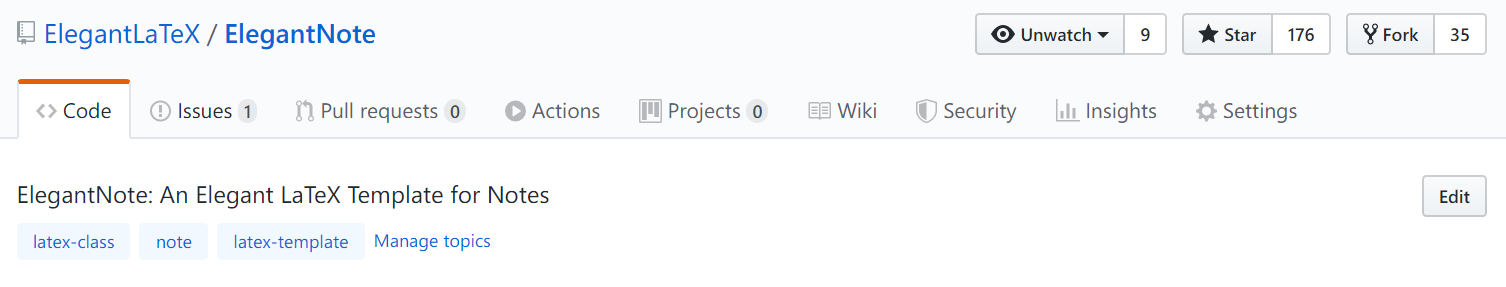 ElegantLaTeX / ElegantNote Unwatch 9 Star 176 Fork 35
Code Issues 1 Pull requests 0 Actions Projects 0 Wiki Security Insights Settings
ElegantNote: An Elegant LaTeX Template for Notes Edit
latex-class note latex-template Manage topics